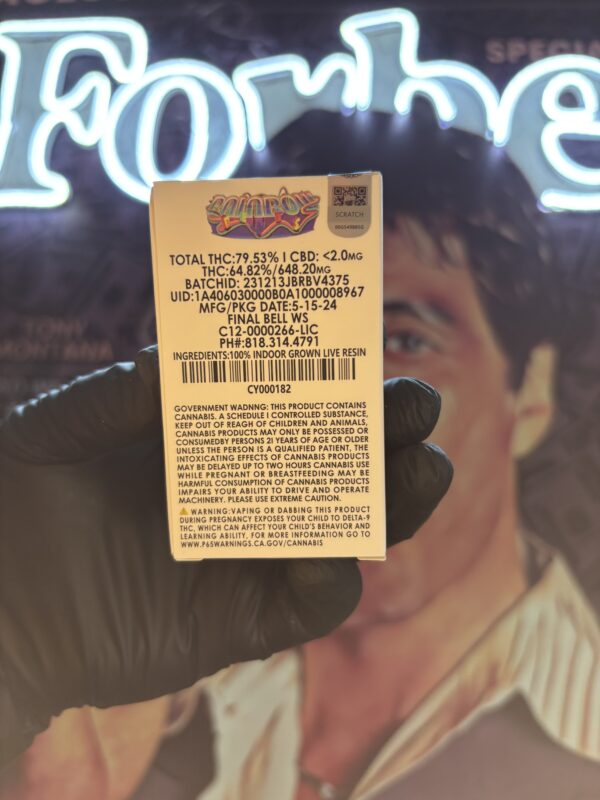 Forbe
SPECIA
TONY
MONTANA
RAINBOW
SCRATCH
TOTAL THC:79.53% I CBD: <2.0MG
THC:64.82%/648.20MG
BATCHID: 231213JBRBV4375
UID:1A406030000B0A1000008967
MFG/PKG DATE:5-15-24
FINAL BELL WS
C12-0000266-LIC
PH#:818.314.4791
INGREDIENTS:100% INDOOR GROWN LIVE RESIN
CY000182
GOVERNMENT WADNNG: THIS PRODUCT CONTAINS
CANNABIS. A SCHEDULE I CONTROLLED SUBSTANCE,
KEEP OUT OF REAGH OF CHILDREN AND ANIMALS,
CANNABIS PRODUCTS MAY ONLY BE POSSESSED OR
CONSUMEDBY PERSONS 21 YEARS OF AGE OR OLDER
UNLESS THE PERSON IS A QUALIFIED PATIENT, THE
INTOXICATING EFFECTS OF CANNABIS PRODUCTS
MAY BE DELAYED UP TO TWO HOURS CANNABIS USE
WHILE PREGNANT OR BREASTFEEDING MAY BE
HARMFUL CONSUMPTION OF CANNABIS PRODUCTS
IMPAIRS YOUR ABILITY TO DRIVE AND OPERATE
MACHINERY. PLEASE USE EXTREME CAUTION.
WARNING:VAPING OR DABBING THIS PRODUCT
DURING PREGNANCY EXPOSES YOUR CHILD TO DELTA-9
THC, WHICH CAN AFFECT YOUR CHILD'S BEHAVIOR AND
LEARNING ABILITY, FOR MORE INFORMATION GO TO
WWW.P65WARNINGS.CA.GOV/CANNABIS